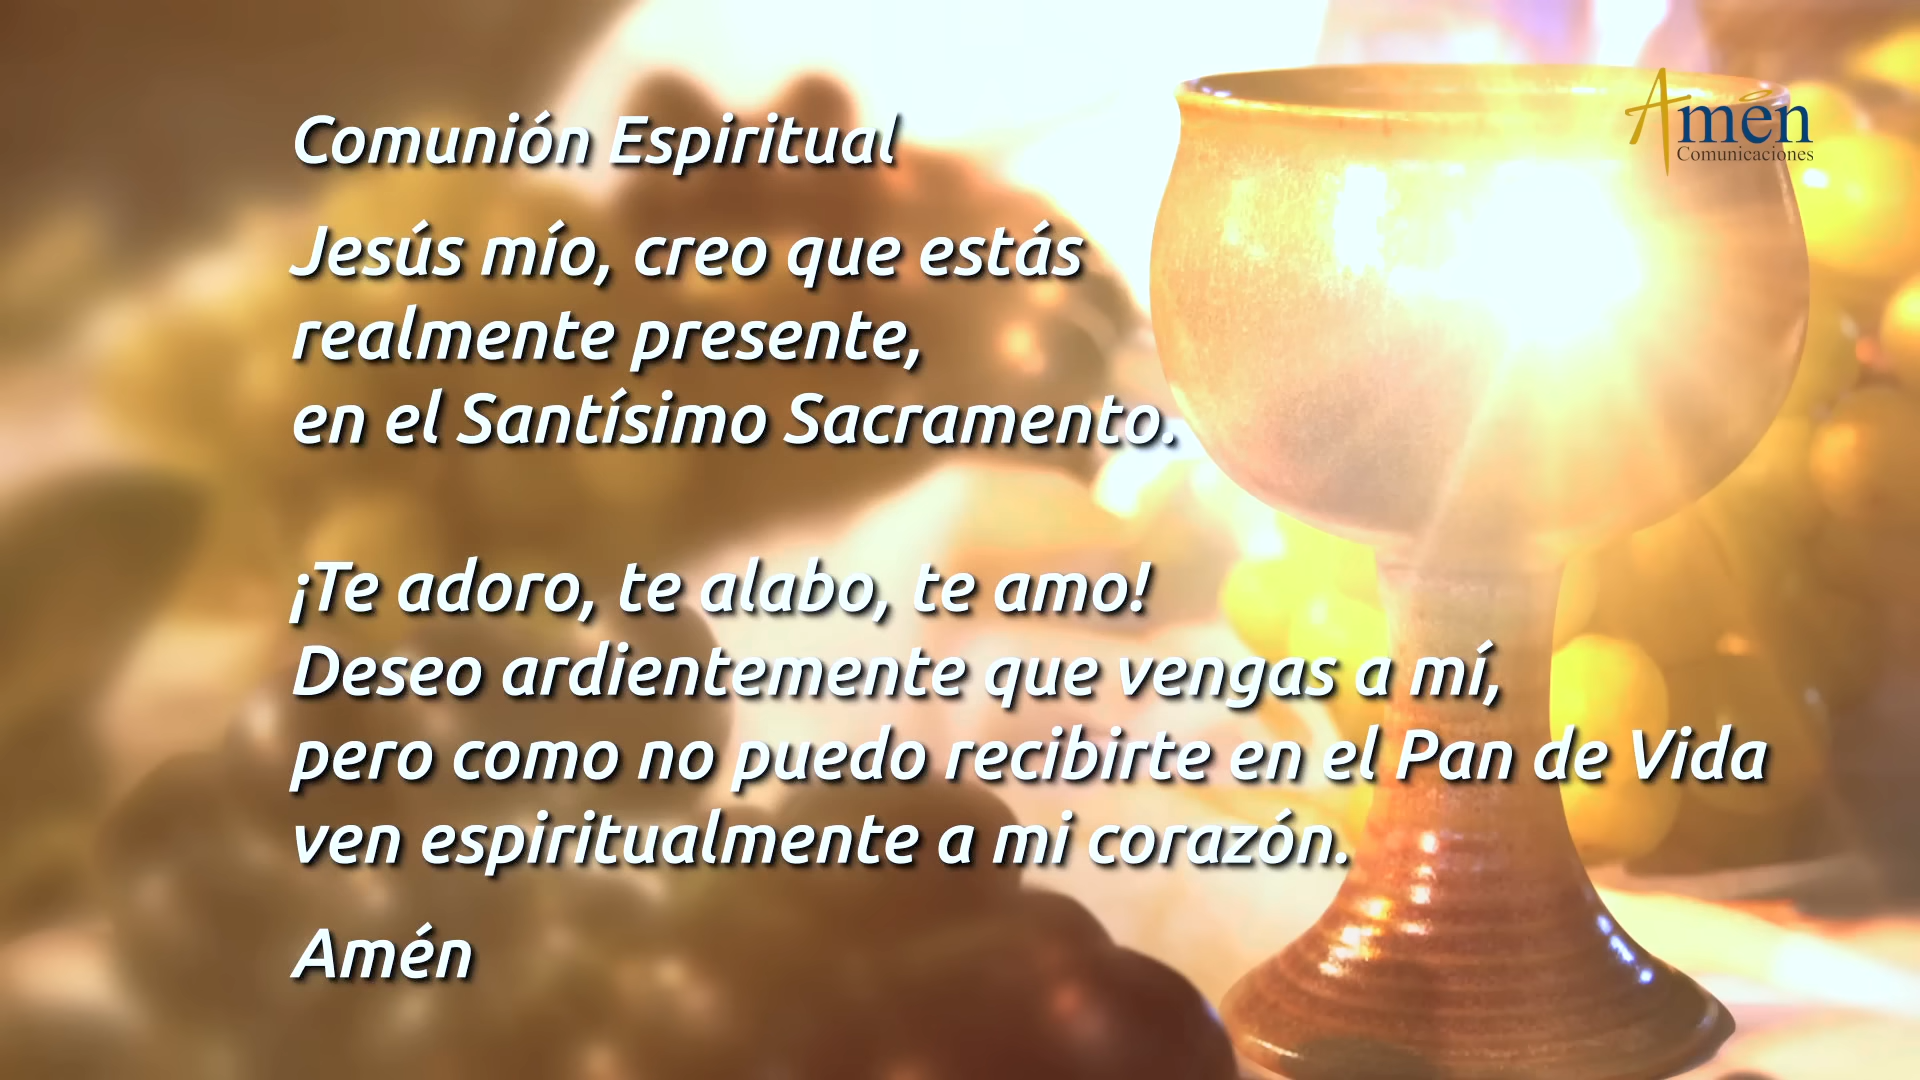 Amén
Comunicaciones
Comunión Espiritual
Jesús mío, creo que estás
realmente presente,
en el Santísimo Sacramento.
¡Te adoro, te alabo, te amo!
Deseo ardientemente que vengas a mí,
pero como no puedo recibirte en el Pan de Vida
ven espiritualmente a mi corazón.
Amén